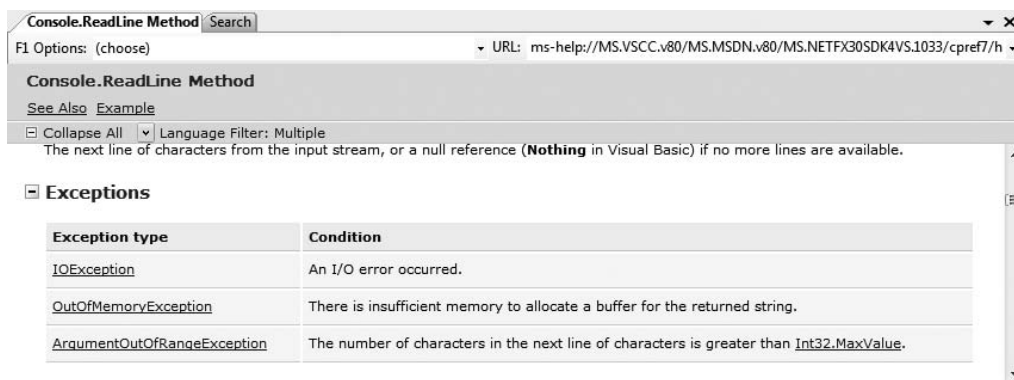 Console.ReadLine Method Search
F1 Options: (choose) URL: ms-help://MS.VSCC.v80/MS.MSDN.v80/MS.NETFX30SDK4VS.1033/cpref7/h
Console.ReadLine Method
See Also Example
Collapse All Language Filter: Multiple
The next line of characters from the input stream, or a null reference (Nothing in Visual Basic) if no more lines are available.
Exceptions
Exception type Condition
IOException An I/O error occurred.
OutOfMemoryException There is insufficient memory to allocate a buffer for the returned string.
ArgumentOutOfRangeException The number of characters in the next line of characters is greater than Int32.MaxValue.